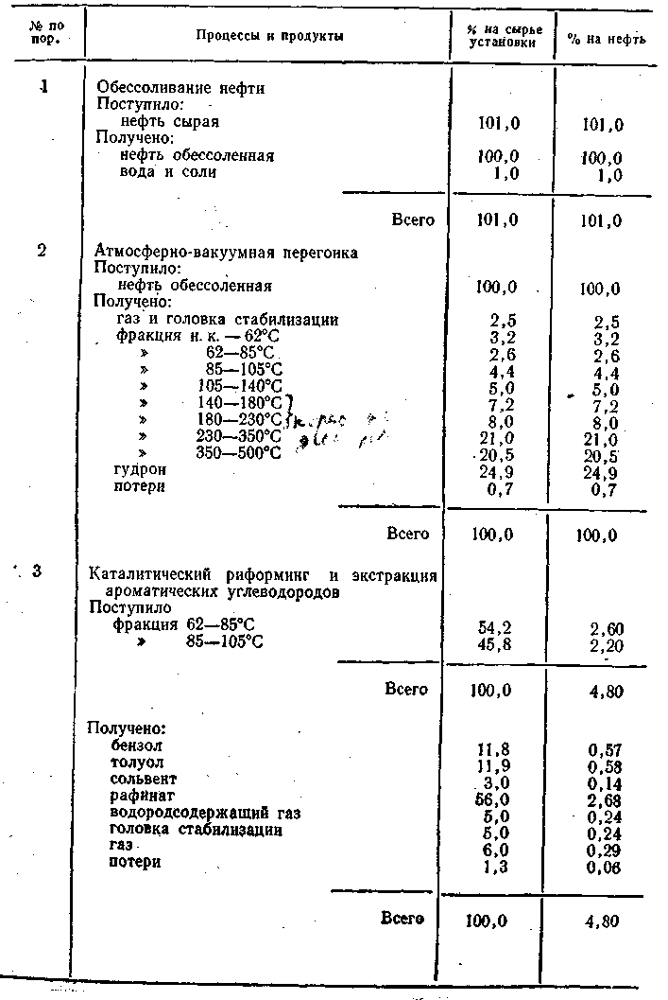 № по пор. Процессы и продукты % на сырье установки % на нефть
1 Обессоливание нефти
Поступило:
нефть сырая 101,0 101,0
Получено:
нефть обессоленная 100,0 100,0
вода и соли 1,0 1,0
Всего 101,0 101,0
2 Атмосферно-вакуумная перегонка
Поступило:
нефть обессоленная 100,0 100,0
Получено:
газ и головка стабилизации 2,5 2,5
фракция н. к. — 62°С 3,2 3,2
» 62—85°С 2,6 2,6
» 85—105°С 4,4 4,4
» 105—140°С 5,0 5,0
» 140—180°С 7,2 7,2
» 180—230°С 8,0 8,0
» 230—350°С 21,0 21,0
» 350—500°С 20,5 20,5
гудрон 24,9 24,9
потери 0,7 0,7
Всего 100,0 100,0
3 Каталитический риформинг и экстракция
ароматических углеводородов
Поступило
фракция 62—85°С 54,2 2,60
» 85—105°С 45,8 2,20
Всего 100,0 4,80
Получено:
бензол 11,8 0,57
толуол 11,9 0,58
сольвент 3,0 0,14
рафинат 56,0 2,68
водородсодержащий газ 5,0 0,24
головка стабилизации 5,0 0,24
газ 6,0 0,29
потери 1,3 0,06
Всего 100,0 4,80